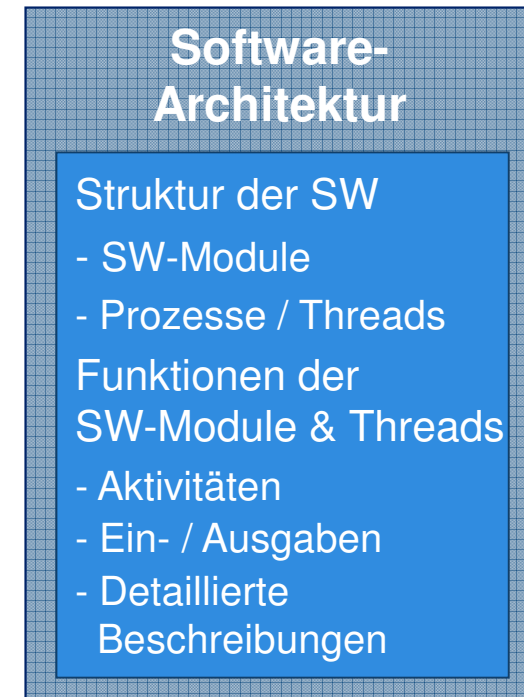 Software-
Architektur
Struktur der SW
- SW-Module
- Prozesse / Threads
Funktionen der
SW-Module & Threads
- Aktivitäten
- Ein- / Ausgaben
- Detaillierte
Beschreibungen